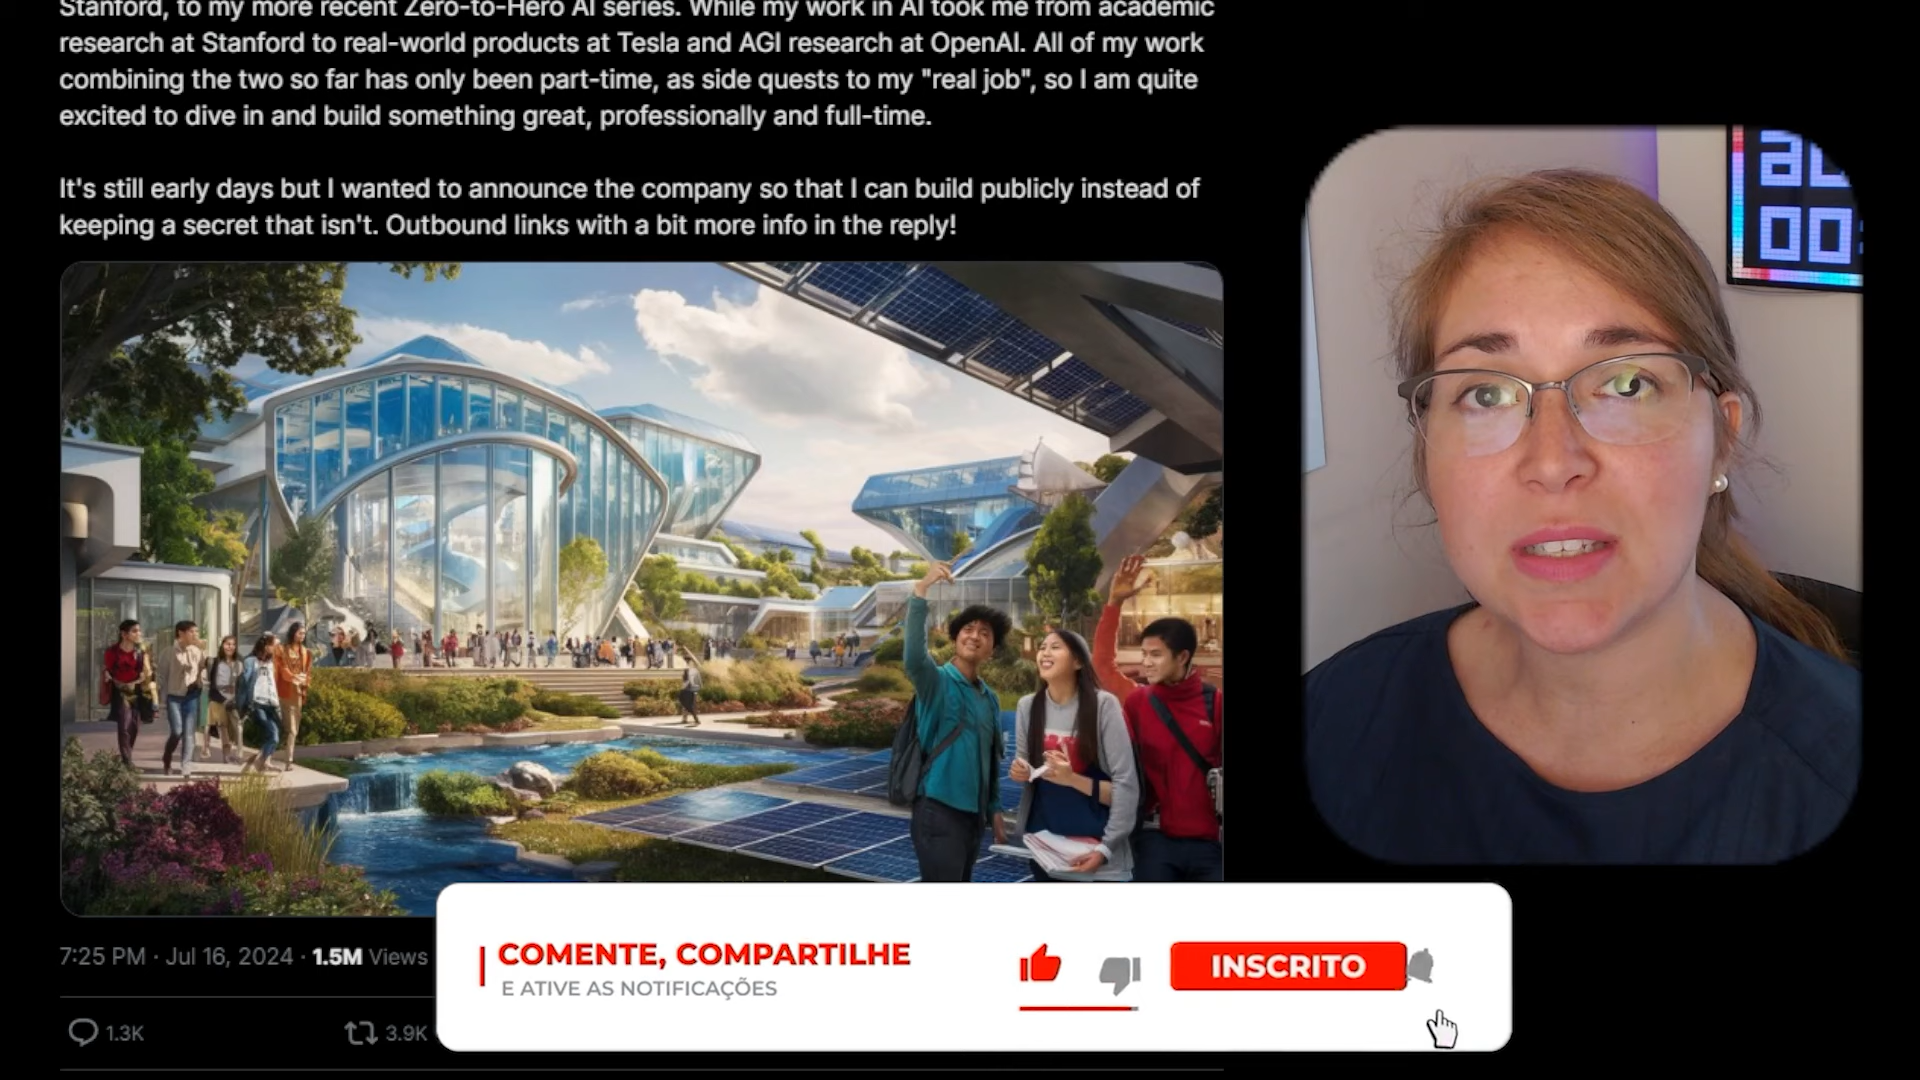 Stanford, to my more recent Zero-to-Hero AI series. While my work in AI took me from academic
research at Stanford to real-world products at Tesla and AGI research at OpenAI. All of my work
combining the two so far has only been part-time, as side quests to my "real job", so I am quite
excited to dive in and build something great, professionally and full-time.
It's still early days but I wanted to announce the company so that I can build publicly instead of
keeping a secret that isn't. Outbound links with a bit more info in the reply!
7:25 PM · Jul 16, 2024 · 1.5M Views
1.3K
3.9K
COMENTE, COMPARTILHE
E ATIVE AS NOTIFICAÇÕES
INSCRITO
00